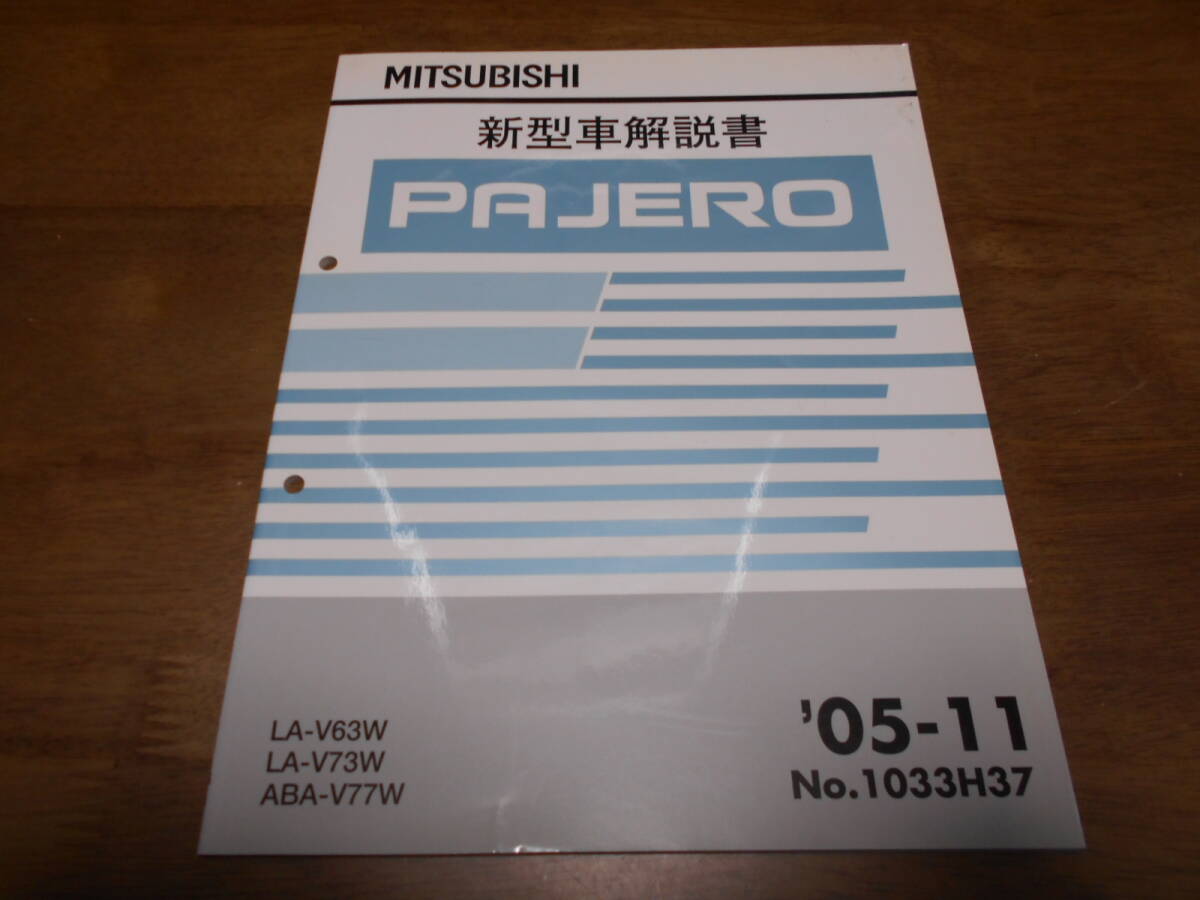 MITSUBISHI
新型車解説書
PAJERO
LA-V63W
LA-V73W
ABA-V77W
'05-11
No.1033H37